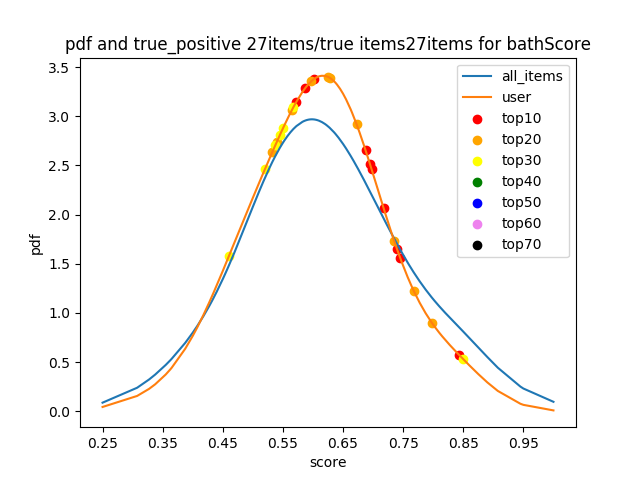 pdf and true_positive 27items/true items27items for bathScore
3.5
3.0
2.5
2.0
1.5
1.0
0.5
0.0
pdf
0.25 0.35 0.45 0.55 0.65 0.75 0.85 0.95
score
all_items
user
top10
top20
top30
top40
top50
top60
top70